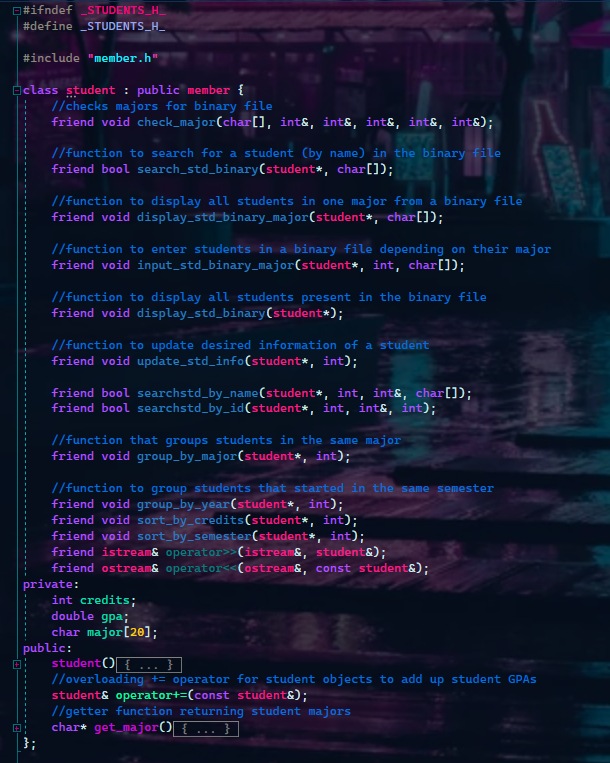 #ifndef _STUDENTS_H_
#define _STUDENTS_H_
#include "member.h"
class student : public member {
//checks majors for binary file
friend void check_major(char[], int&, int&, int&, int&, int&);
//function to search for a student (by name) in the binary file
friend bool search_std_binary(student*, char[]);
//function to display all students in one major from a binary file
friend void display_std_binary_major(student*, char[]);
//function to enter students in a binary file depending on their major
friend void input_std_binary_major(student*, int, char[]);
//function to display all students present in the binary file
friend void display_std_binary(student*);
//function to update desired information of a student
friend void update_std_info(student*, int);
friend bool searchstd_by_name(student*, int, int&, char[]);
friend bool searchstd_by_id(student*, int, int&, int);
//function that groups students in the same major
friend void group_by_major(student*, int);
//function to group students that started in the same semester
friend void group_by_year(student*, int);
friend void sort_by_credits(student*, int);
friend void sort_by_semester(student*, int);
friend istream& operator>>(istream&, student&);
friend ostream& operator<<(ostream&, const student&);
private:
int credits;
double gpa;
char major[20];
public:
student(){ ... }
//overloading += operator for student objects to add up student GPAs
student& operator+=(const student&);
//getter function returning student majors
char* get_major(){ ... }
};